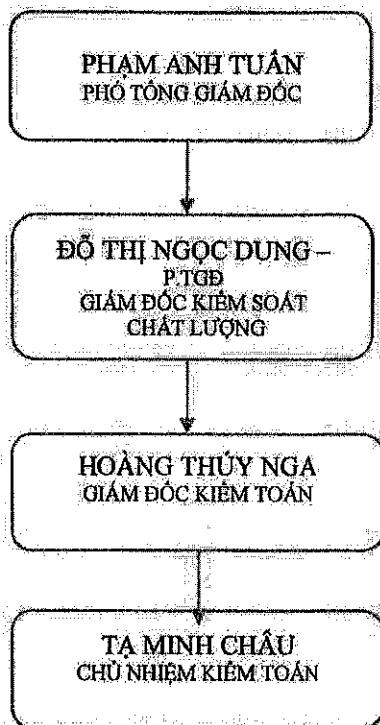 PHẠM ANH TUẤN
PHÓ TỔNG GIÁM ĐỐC
ĐỖ THỊ NGỌC DUNG –
P.TGĐ
GIÁM ĐỐC KIỂM SOÁT
CHẤT LƯỢNG
HOÀNG THÚY NGA
GIÁM ĐỐC KIỂM TOÁN
TẠ MINH CHÂU
CHỦ NHIỆM KIỂM TOÁN